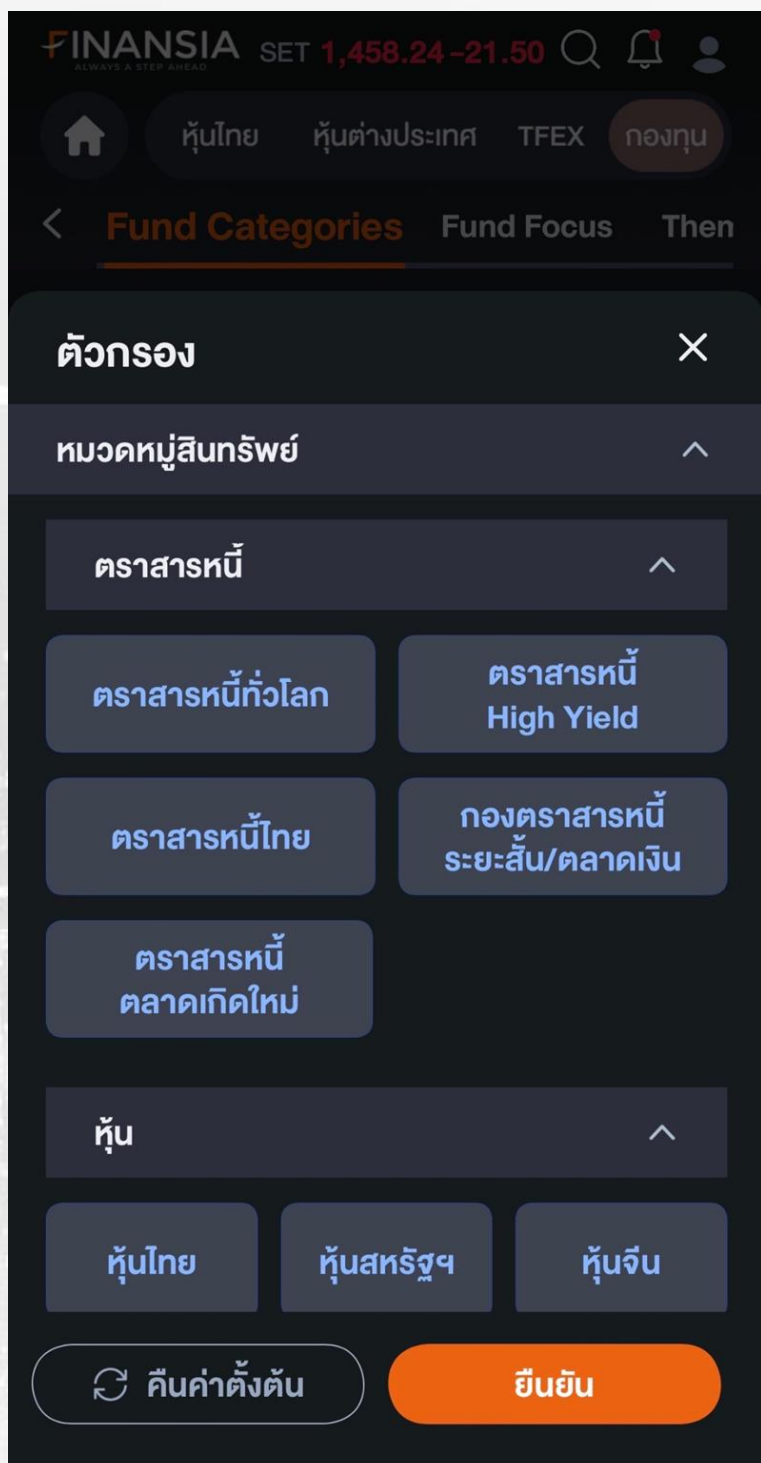 FINANSIA SET 1,458.24 -21.50
ALWAYS A STEP AHEAD
หุ้นไทย หุ้นต่างประเทศ TFEX กองทุน
Fund Categories Fund Focus Then
ตัวกรอง
หมวดหมู่สินทรัพย์
ตราสารหนี้
ตราสารหนี้ทั่วโลก
ตราสารหนี้
High Yield
ตราสารหนี้ไทย
กองตราสารหนี้
ระยะสั้น/ตลาดเงิน
ตราสารหนี้
ตลาดเกิดใหม่
หุ้น
หุ้นไทย หุ้นสหรัฐฯ หุ้นจีน
คืนค่าตั้งต้น ยืนยัน